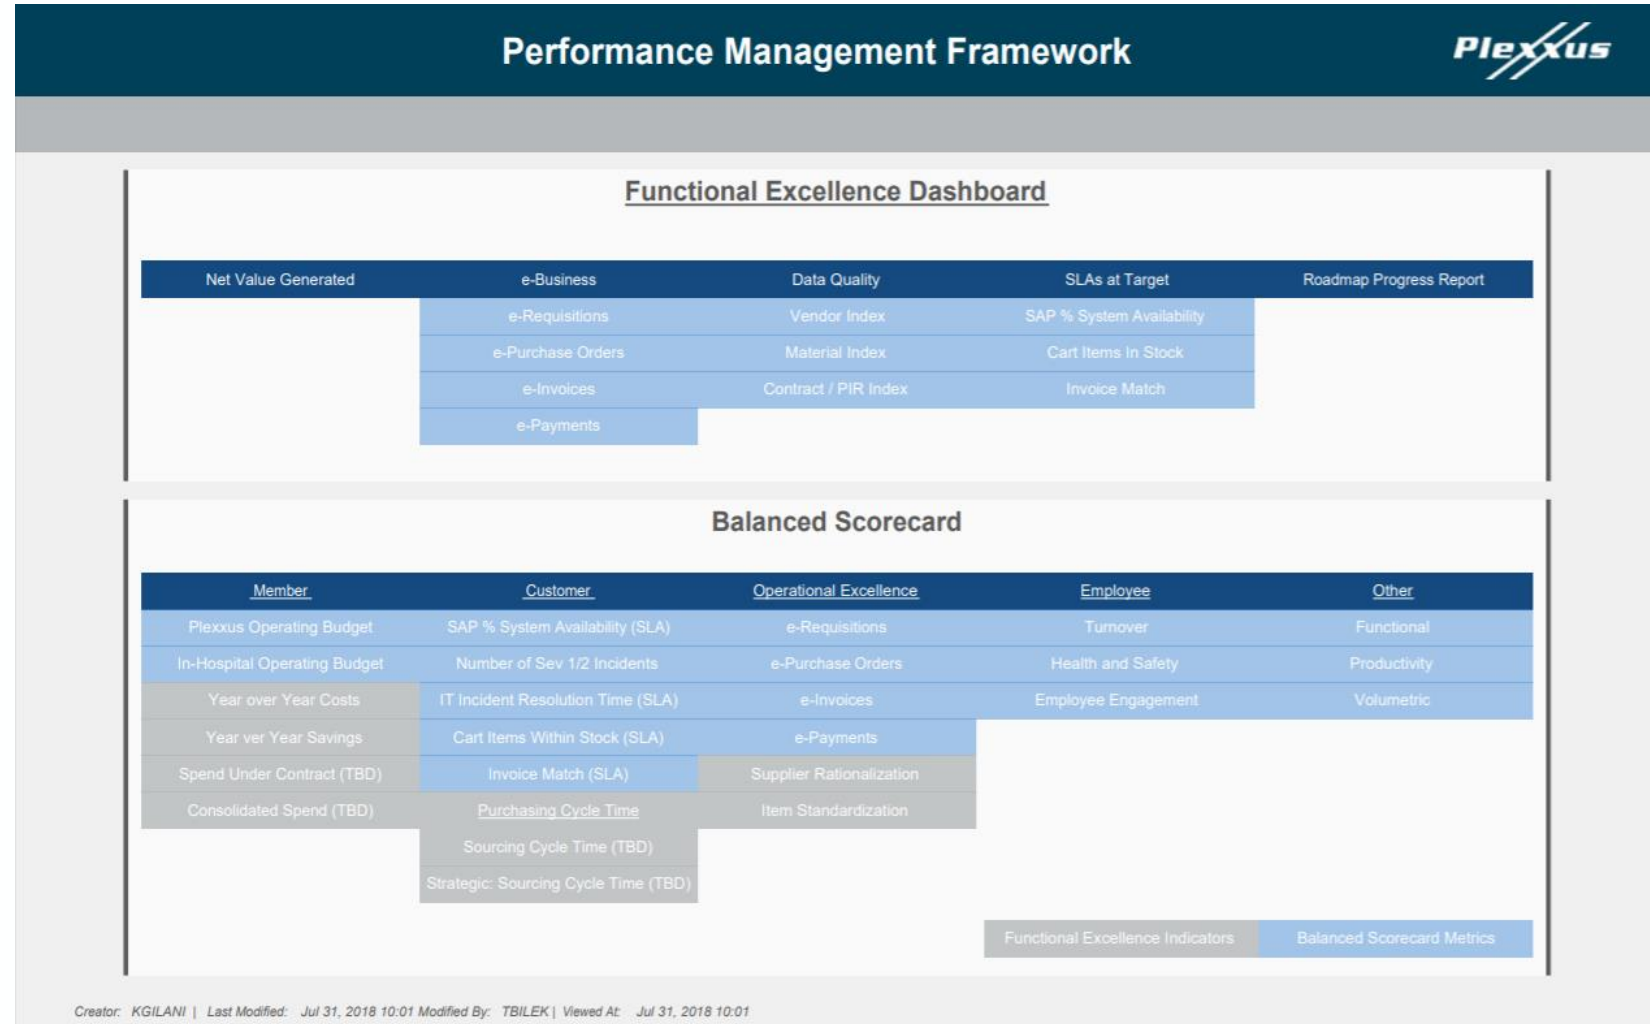 Performance Management Framework
Plexxus
Functional Excellence Dashboard
Net Value Generated e-Business Data Quality SLAs at Target Roadmap Progress Report
e-Requisitions Vendor Index SAP % System Availability
e-Purchase Orders Material Index Cart Items In Stock
e-Invoices Contract / PIR Index Invoice Match
e-Payments
Balanced Scorecard
Member Customer Operational Excellence Employee Other
Plexxus Operating Budget SAP % System Availability (SLA) e-Requisitions Turnover Functional
In-Hospital Operating Budget Number of Sev 1/2 Incidents e-Purchase Orders Health and Safety Productivity
Year over Year Costs IT Incident Resolution Time (SLA) e-Invoices Employee Engagement Volumetric
Year ver Year Savings Cart Items Within Stock (SLA) e-Payments
Spend Under Contract (TBD) Invoice Match (SLA) Supplier Rationalization
Consolidated Spend (TBD) Purchasing Cycle Time Item Standardization
Sourcing Cycle Time (TBD)
Strategic: Sourcing Cycle Time (TBD)
Functional Excellence Indicators Balanced Scorecard Metrics
Creator: KGILANI | Last Modified: Jul 31, 2018 10:01 Modified By: TBILEK | Viewed At: Jul 31, 2018 10:01